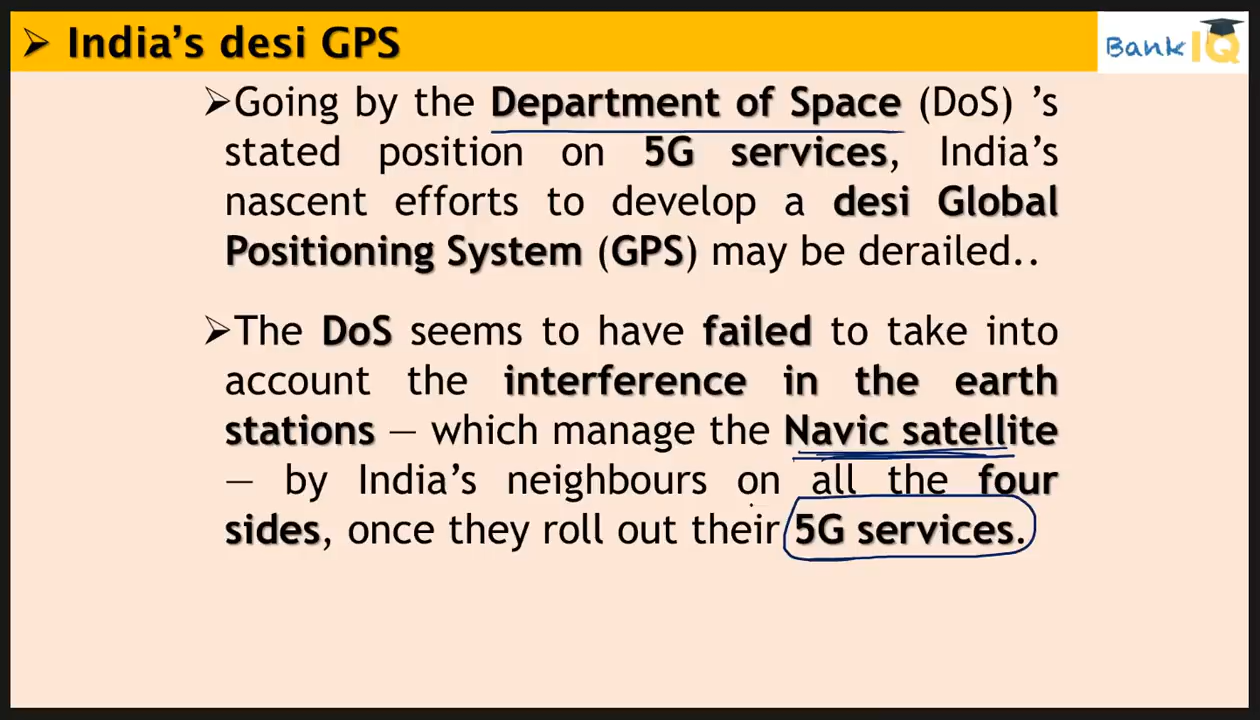 ➢ India’s desi GPS
Bank IQ
➢Going by the Department of Space (DoS) ’s
stated position on 5G services, India’s
nascent efforts to develop a desi Global
Positioning System (GPS) may be derailed..
➢The DoS seems to have failed to take into
account the interference in the earth
stations — which manage the Navic satellite
— by India’s neighbours on all the four
sides, once they roll out their 5G services.